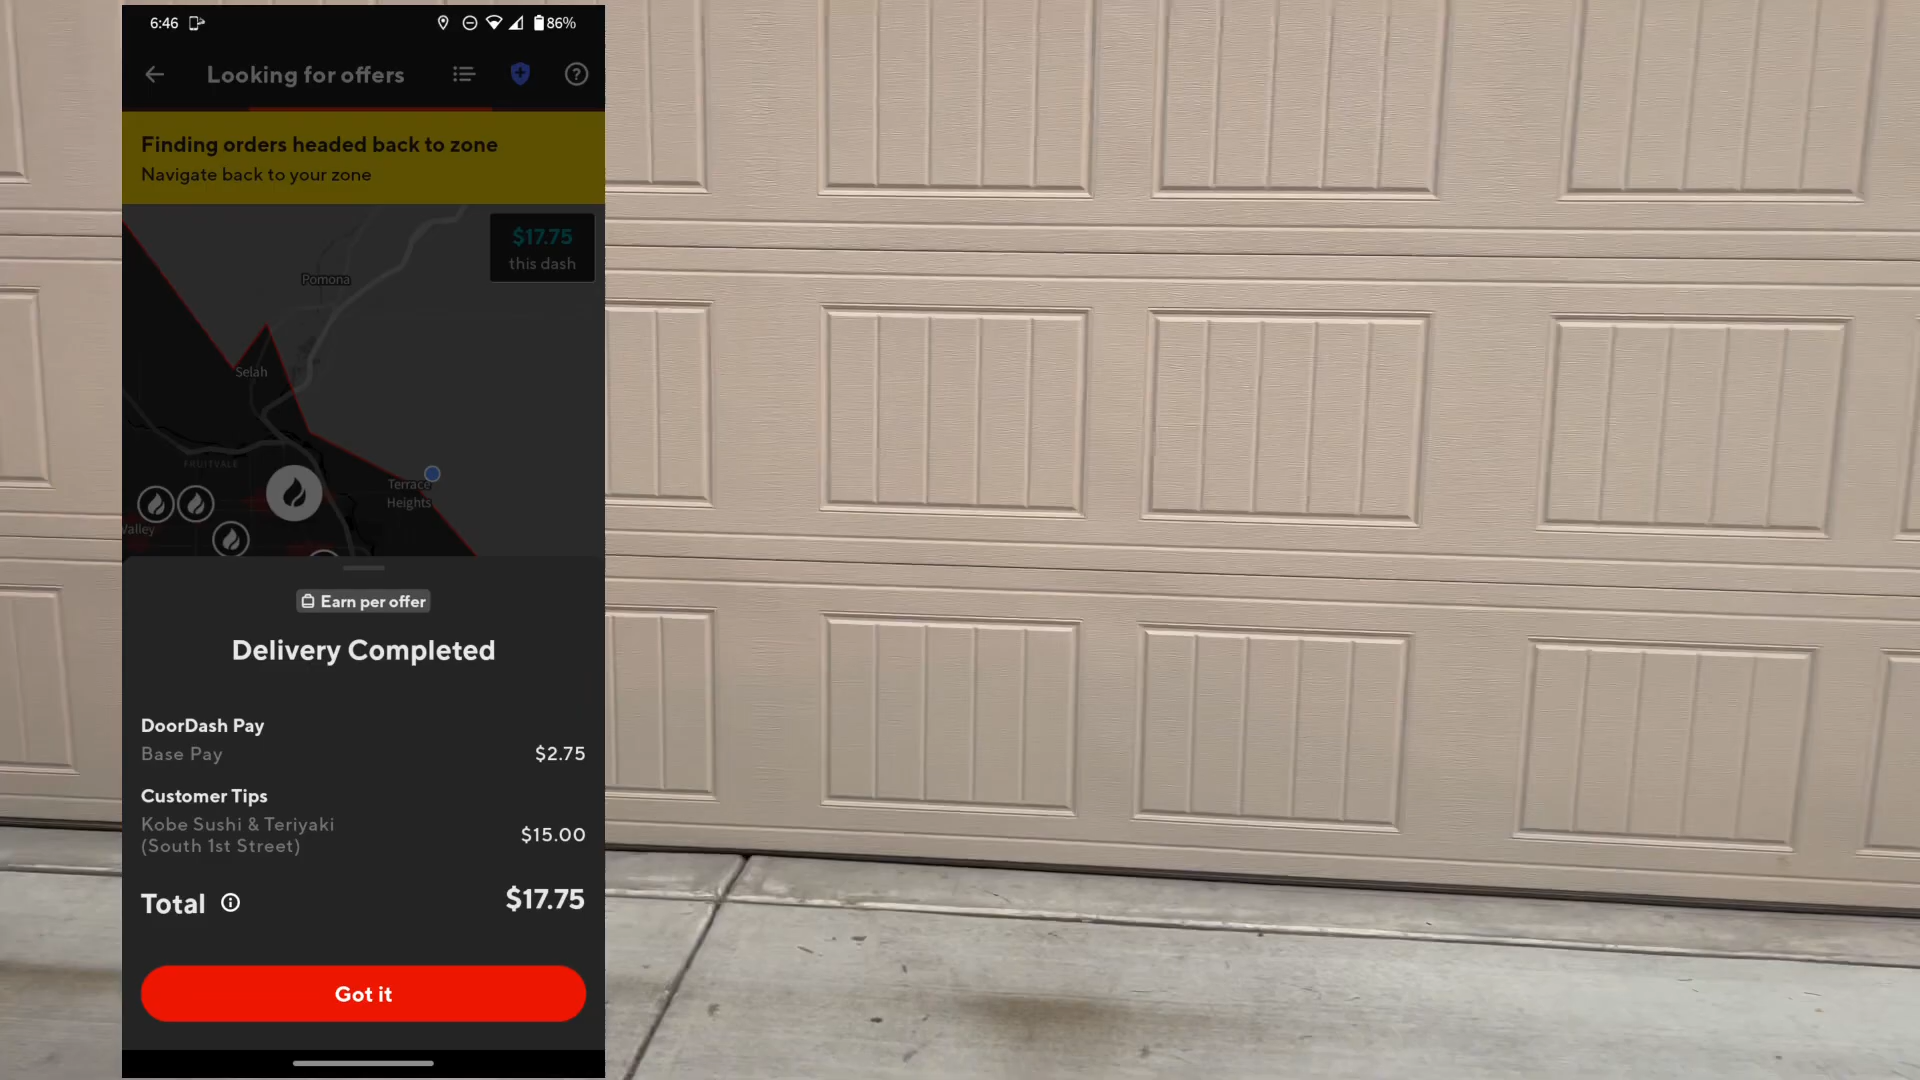 6:46
86%
Looking for offers
Finding orders headed back to zone
Navigate back to your zone
$17.75
this dash
Pomona
Selah
FRUITVALE
Terrace
Heights
Valley
Earn per offer
Delivery Completed
DoorDash Pay
Base Pay
$2.75
Customer Tips
Kobe Sushi & Teriyaki
(South 1st Street)
$15.00
Total
$17.75
Got it